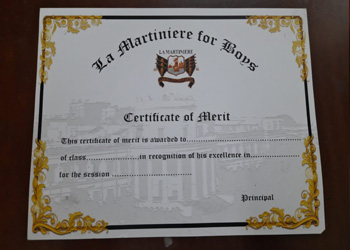 La Martiniere for Boys
LA MARTINIERE
Certificate of Merit
This certificate of merit is awarded to.......................................
of class......................in recognition of his excellence in................
for the session ..............................
Principal